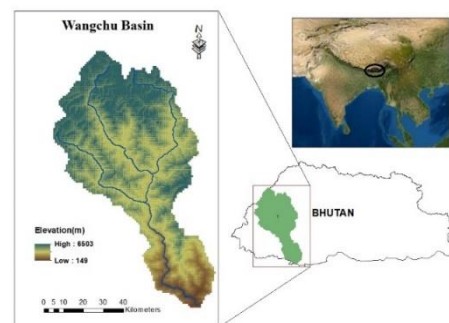 Wangchu Basin
N
BHUTAN
Elevation(m)
High : 6503
Low : 149
0 5 10 20 30 40
Kilometers